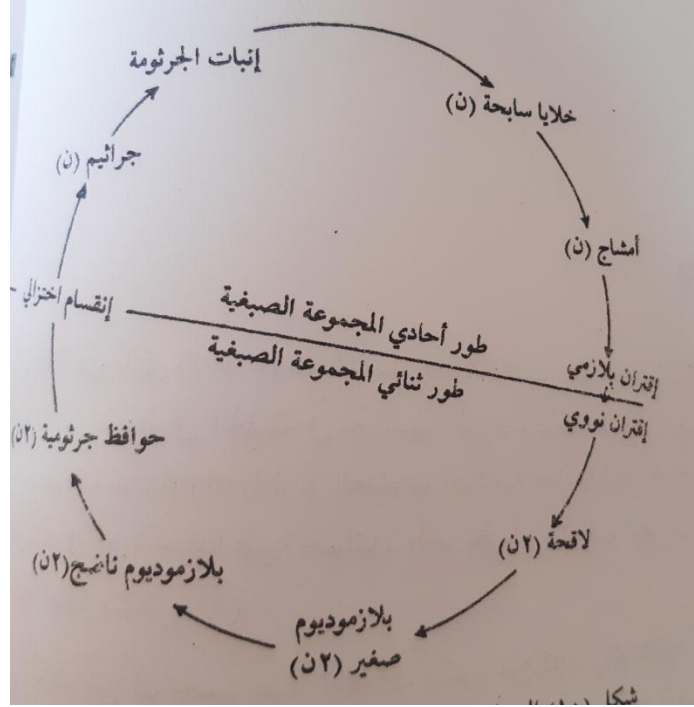 إنبات الجرثومة
خلايا سابحة (ن)
أمشاج (ن)
إقتران بلازمي
إقتران نووي
لاقحة (٢ن)
بلازموديوم
صغير (٢ن)
بلازموديوم ناضج (٢ن)
حوافظ جرثومية (٢ن)
إنقسام اختزالي
جراثيم (ن)
طور أحادي المجموعة الصبغية
طور ثنائي المجموعة الصبغية
شكل